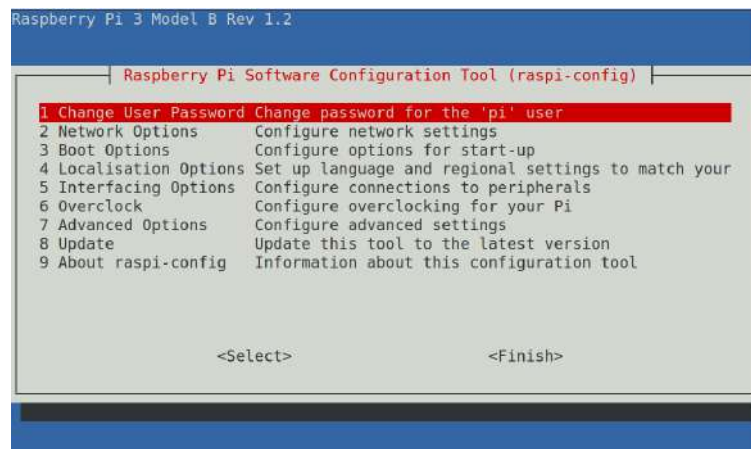 Raspberry Pi 3 Model B Rev 1.2
Raspberry Pi Software Configuration Tool (raspi-config)
1 Change User Password Change password for the 'pi' user
2 Network Options Configure network settings
3 Boot Options Configure options for start-up
4 Localisation Options Set up language and regional settings to match your
5 Interfacing Options Configure connections to peripherals
6 Overclock Configure overclocking for your Pi
7 Advanced Options Configure advanced settings
8 Update Update this tool to the latest version
9 About raspi-config Information about this configuration tool
<Select> <Finish>